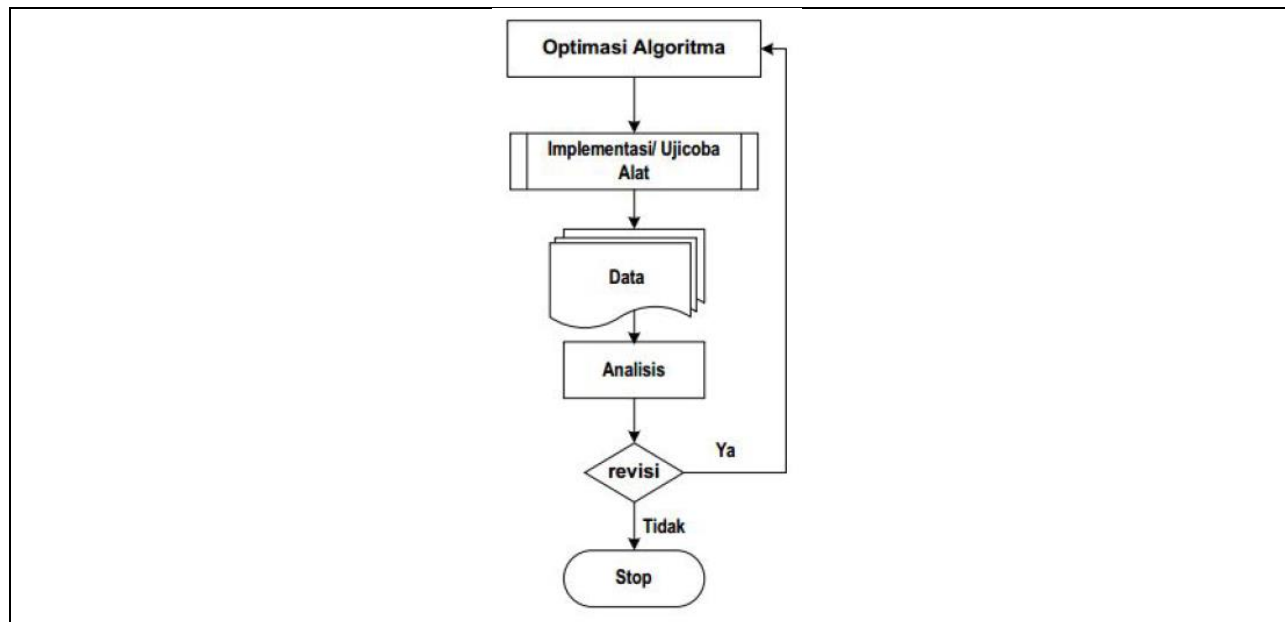 Optimasi Algoritma
Implementasi/ Ujicoba
Alat
Data
Analisis
Ya
revisi
Tidak
Stop